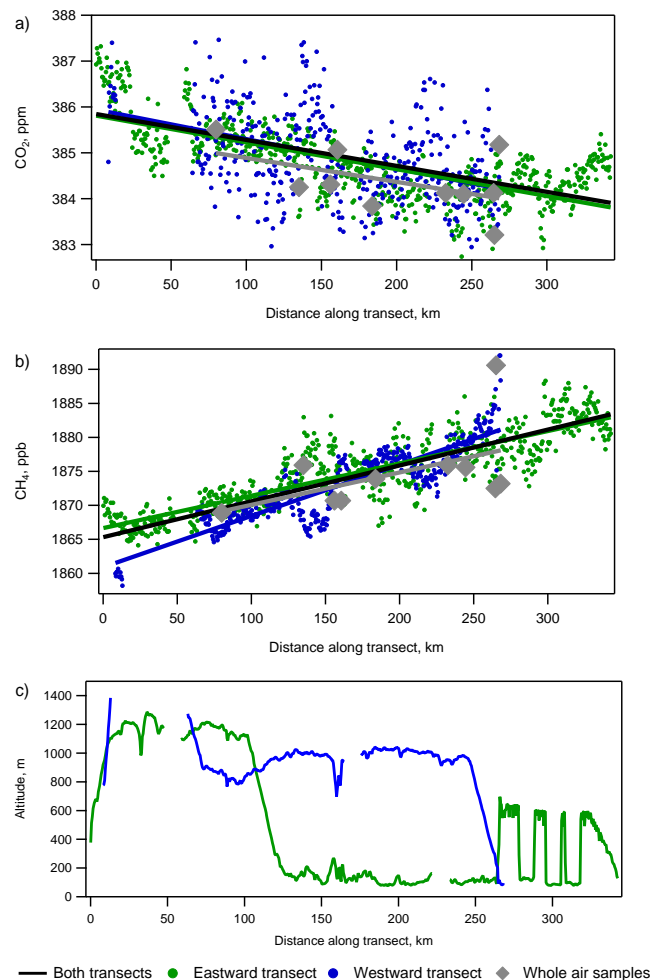 a)
388
387
386
385
384
383
CO2, ppm
0 50 100 150 200 250 300
Distance along transect, km
b)
1890
1885
1880
1875
1870
1865
1860
CH4, ppb
0 50 100 150 200 250 300
Distance along transect, km
c)
1400
1200
1000
800
600
400
200
0
Altitude, m
0 50 100 150 200 250 300
Distance along transect, km
Both transects Eastward transect Westward transect Whole air samples